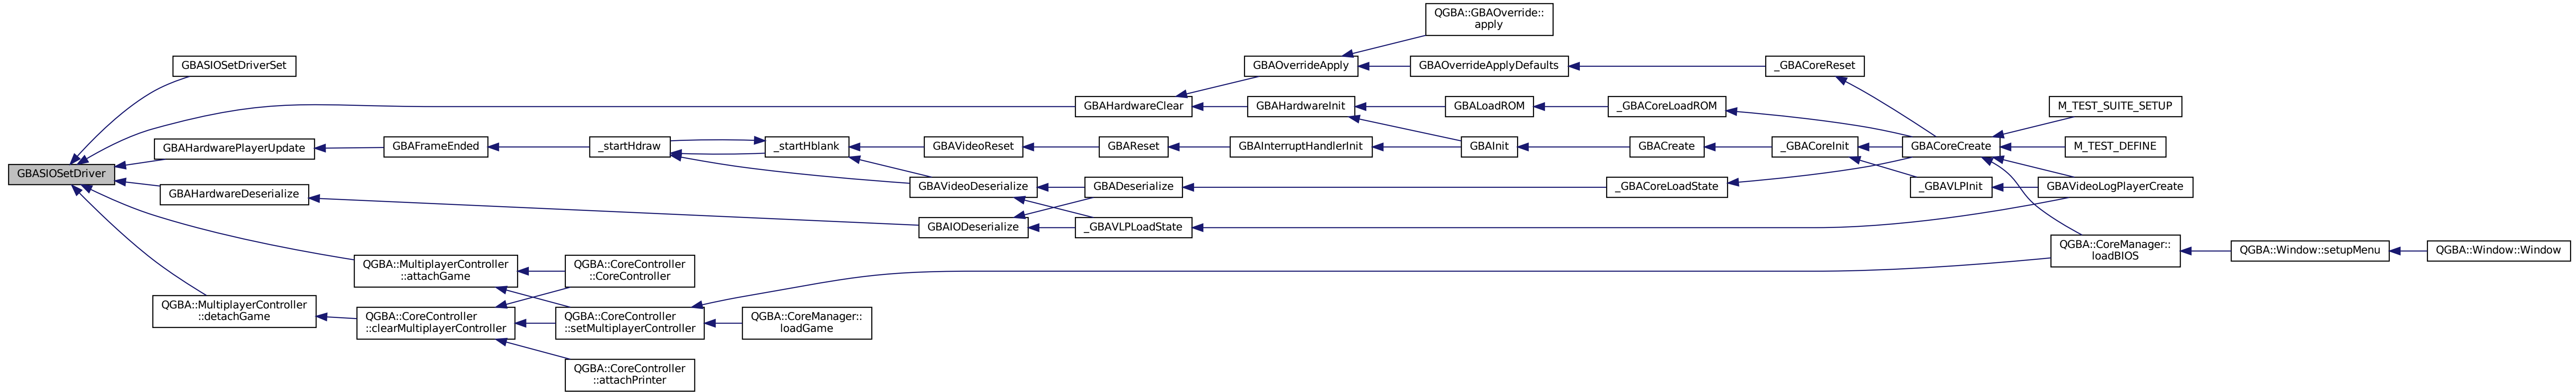 QGBA::GBAOverride::
apply
GBASIOSetDriverSet
GBAOverrideApply
GBAOverrideApplyDefaults
_GBACoreReset
GBAHardwareClear
GBAHardwareInit
GBALoadROM
_GBACoreLoadROM
M_TEST_SUITE_SETUP
GBAHardwarePlayerUpdate
GBAFrameEnded
_startHdraw
_startHblank
GBAVideoReset
GBAReset
GBAInterruptHandlerInit
GBAInit
GBACreate
_GBACoreInit
GBACoreCreate
M_TEST_DEFINE
GBASIOSetDriver
GBAHardwareDeserialize
GBAVideoDeserialize
GBADeserialize
_GBACoreLoadState
_GBAVLPInit
GBAVideoLogPlayerCreate
GBAIODeserialize
_GBAVLPLoadState
QGBA::CoreManager::
loadBIOS
QGBA::Window::setupMenu
QGBA::Window::Window
QGBA::MultiplayerController
::attachGame
QGBA::CoreController
::CoreController
QGBA::MultiplayerController
::detachGame
QGBA::CoreController
::clearMultiplayerController
QGBA::CoreController
::setMultiplayerController
QGBA::CoreManager::
loadGame
QGBA::CoreController
::attachPrinter